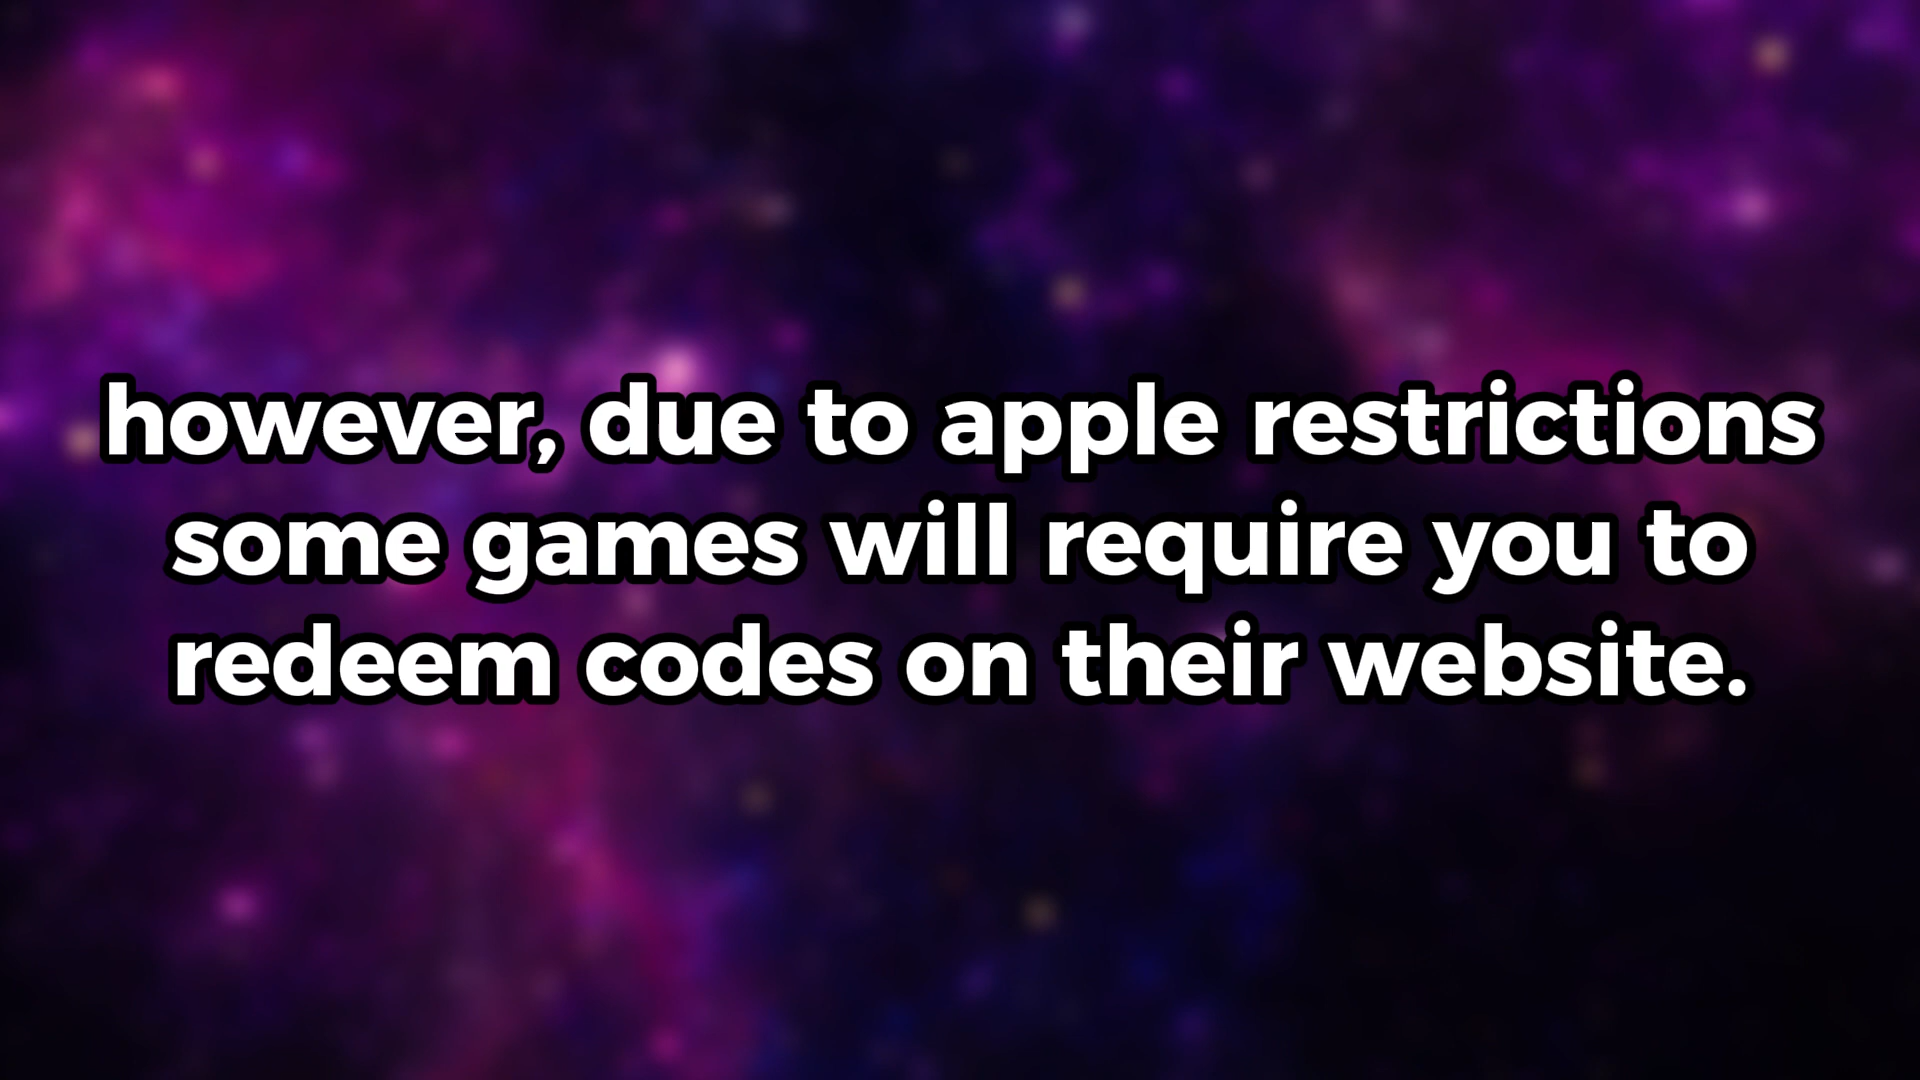 however, due to apple restrictions
some games will require you to
redeem codes on their website.